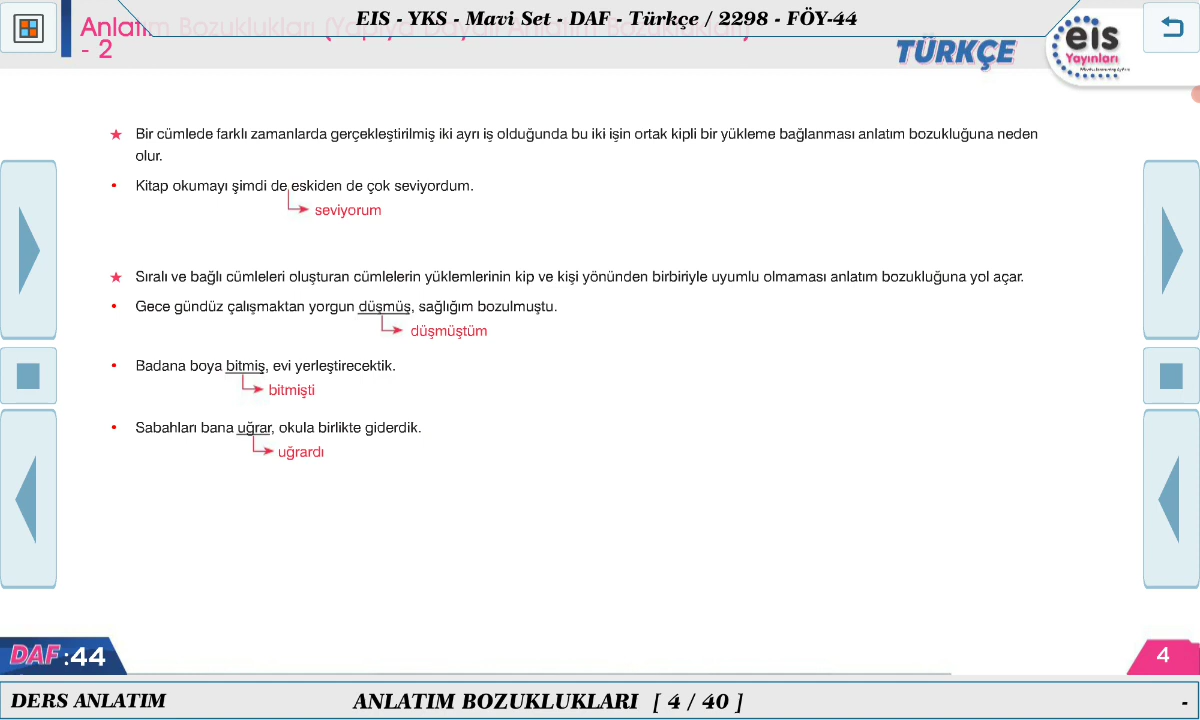 EIS - YKS - Mavi Set - DAF - Türkçe / 2298 - FÖY-44
Anlatım Bozuklukları (Yapıya Dayalı Anlatım Bozuklukları)
- 2
TÜRKÇE
eis
Yayınları
★ Bir cümlede farklı zamanlarda gerçekleştirilmiş iki ayrı iş olduğunda bu iki işin ortak kipli bir yükleme bağlanması anlatım bozukluğuna neden
olur.
• Kitap okumayı şimdi de eskiden de çok seviyordum.
seviyorum
★ Sıralı ve bağlı cümleleri oluşturan cümlelerin yüklemlerinin kip ve kişi yönünden birbiriyle uyumlu olmaması anlatım bozukluğuna yol açar.
• Gece gündüz çalışmaktan yorgun düşmüş, sağlığım bozulmuştu.
düşmüştüm
• Badana boya bitmiş, evi yerleştirecektik.
bitmişti
• Sabahları bana uğrar, okula birlikte giderdik.
uğrardı
DAF :44
4
DERS ANLATIM
ANLATIM BOZUKLUKLARI [ 4 / 40 ]
-